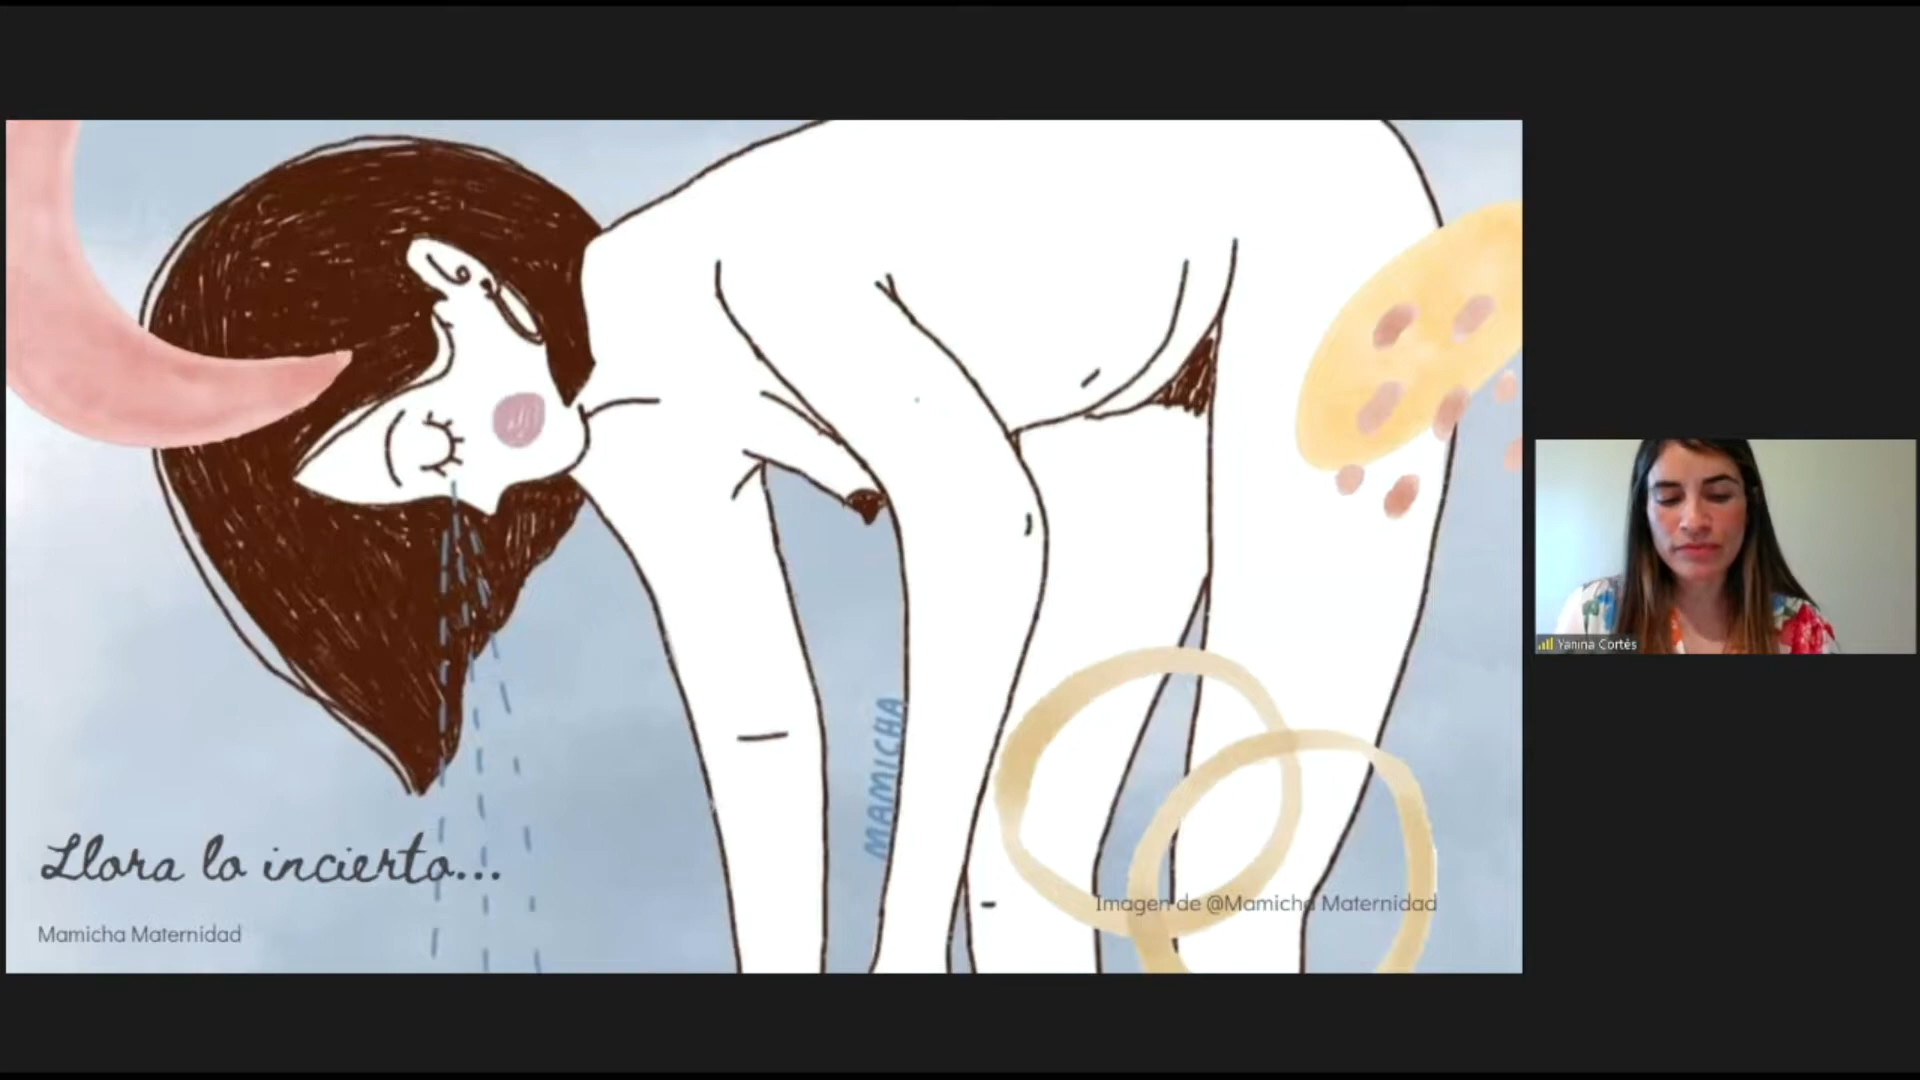 MAMICHA
Llora lo incierto...
Imagen de @Mamicha Maternidad
Mamicha Maternidad
Yanina Cortés